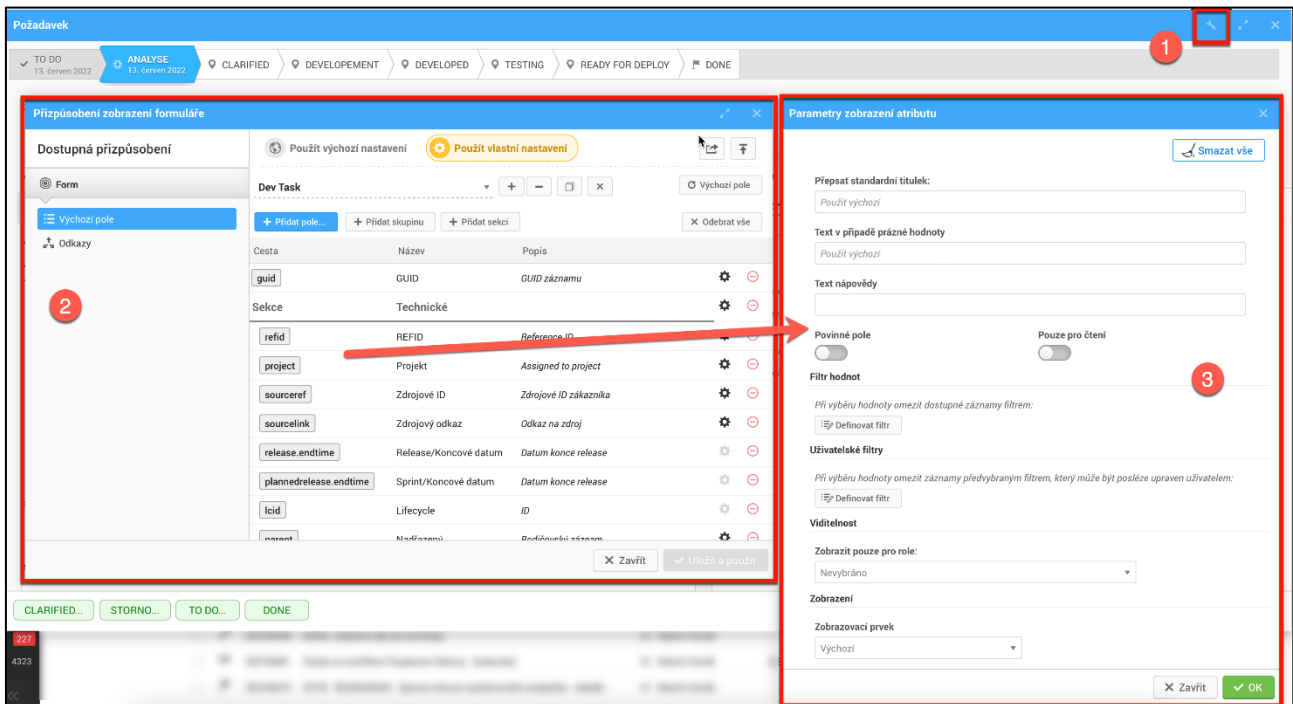 Požadavek
1
TO DO
13. červen 2022
ANALYSE
13. červen 2022
CLARIFIED
DEVELOPEMENT
DEVELOPED
TESTING
READY FOR DEPLOY
DONE
Přizpůsobení zobrazení formuláře
Dostupná přizpůsobení
Form
Výchozí pole
Odkazy
2
Použít výchozí nastavení
Použít vlastní nastavení
Dev Task
Výchozí pole
+ Přidat pole...
+ Přidat skupinu
+ Přidat sekci
Odebrat vše
Cesta Název Popis
guid GUID GUID záznamu
Sekce Technické
refid REFID Reference ID
project Projekt Assigned to project
sourceref Zdrojové ID Zdrojové ID zákazníka
sourcelink Zdrojový odkaz Odkaz na zdroj
release.endtime Release/Koncové datum Datum konce release
plannedrelease.endtime Sprint/Koncové datum Datum konce release
lcid Lifecycle ID
parent Nadřazený Rodičovský záznam
Zavřít
Uložit a použít
Parametry zobrazení atributu
Smazat vše
Přepsat standardní titulek:
Použít výchozí
Text v případě prázné hodnoty
Použít výchozí
Text nápovědy
Povinné pole
Pouze pro čtení
3
Filtr hodnot
Při výběru hodnoty omezit dostupné záznamy filtrem:
Definovat filtr
Uživatelské filtry
Při výběru hodnoty omezit záznamy předvybraným filtrem, který může být posléze upraven uživatelem:
Definovat filtr
Viditelnost
Zobrazit pouze pro role:
Nevybráno
Zobrazení
Zobrazovací prvek
Výchozí
Zavřít
OK
CLARIFIED...
STORNO...
TO DO...
DONE
227
4323